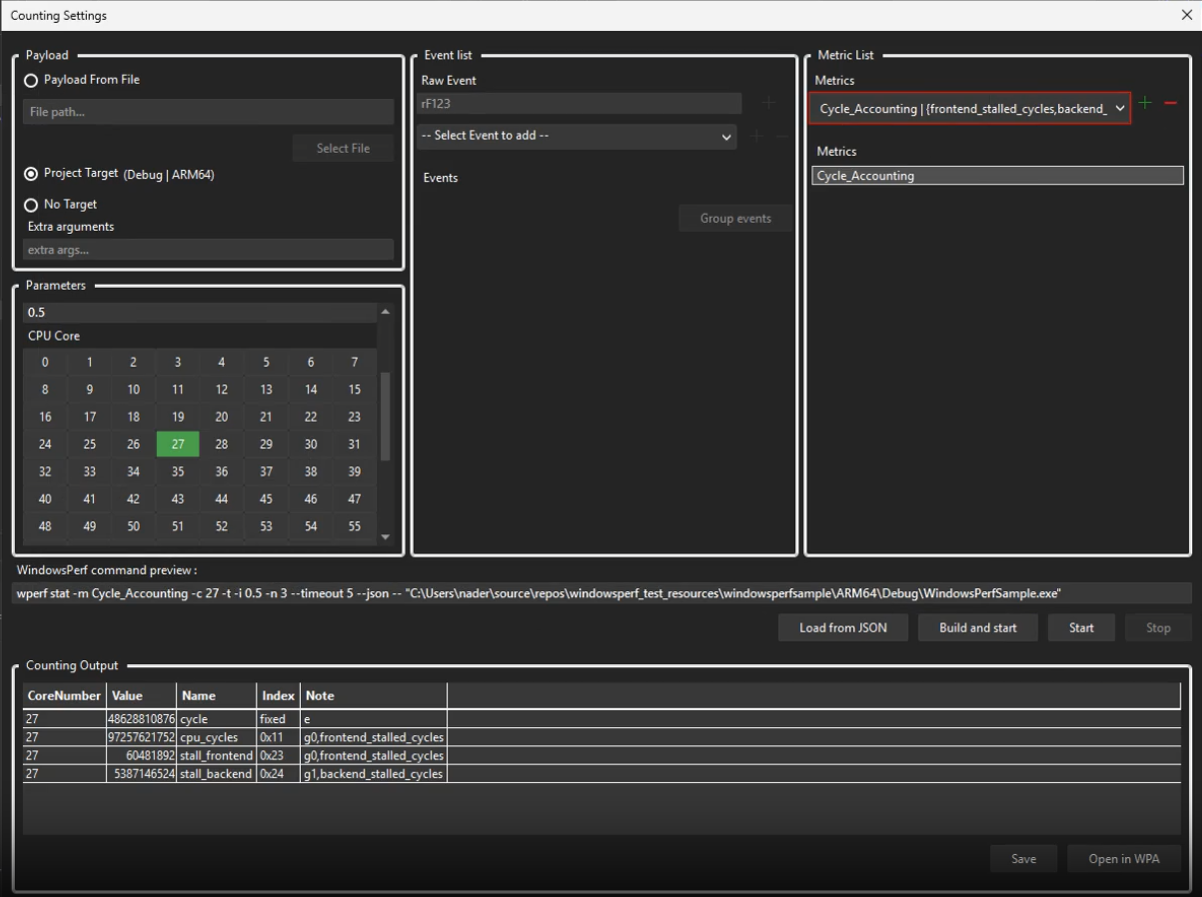 Counting Settings
Payload
Payload From File
File path...
Select File
Project Target (Debug | ARM64)
No Target
Extra arguments
extra args...
Parameters
0.5
CPU Core
0 1 2 3 4 5 6 7
8 9 10 11 12 13 14 15
16 17 18 19 20 21 22 23
24 25 26 27 28 29 30 31
32 33 34 35 36 37 38 39
40 41 42 43 44 45 46 47
48 49 50 51 52 53 54 55
Event list
Raw Event
rF123
-- Select Event to add --
Events
Group events
Metric List
Metrics
Cycle_Accounting | {frontend_stalled_cycles,backend_
Metrics
Cycle_Accounting
WindowsPerf command preview :
wperf stat -m Cycle_Accounting -c 27 -t -i 0.5 -n 3 --timeout 5 --json -- "C:\Users\nader\source\repos\windowsperf_test_resources\windowsperfsample\ARM64\Debug\WindowsPerfSample.exe"
Load from JSON Build and start Start Stop
Counting Output
CoreNumber Value Name Index Note
27 48628810876 cycle fixed e
27 97257621752 cpu_cycles 0x11 g0,frontend_stalled_cycles
27 60481892 stall_frontend 0x23 g0,frontend_stalled_cycles
27 5387146524 stall_backend 0x24 g1,backend_stalled_cycles
Save Open in WPA